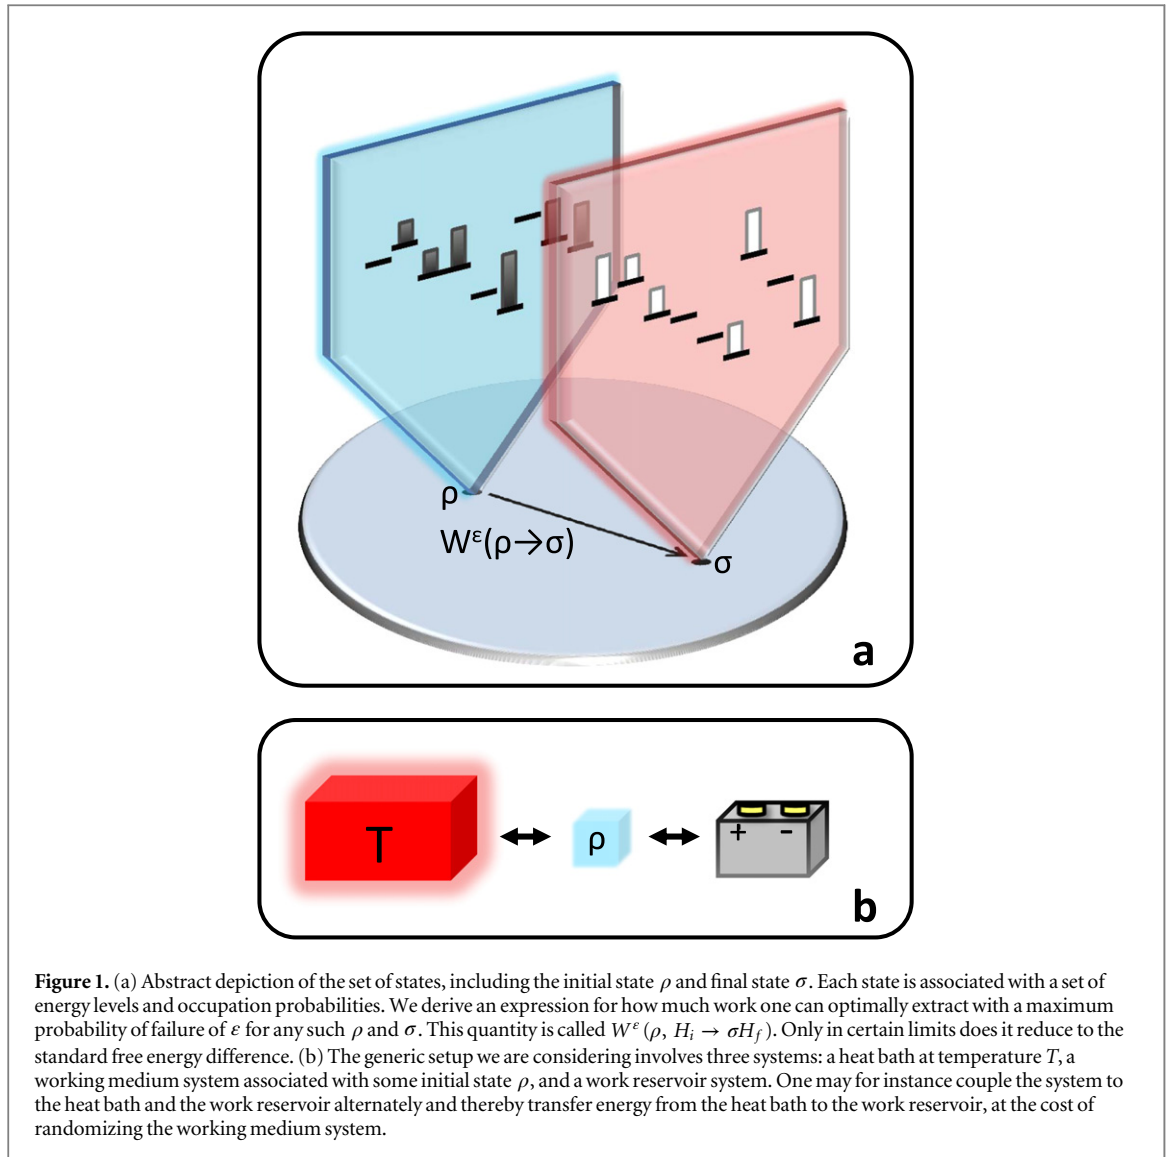 ρ
Wᵋ(ρ→σ)
σ
a
T
ρ
+ -
b
Figure 1. (a) Abstract depiction of the set of states, including the initial state ρ and final state σ. Each state is associated with a set of
energy levels and occupation probabilities. We derive an expression for how much work one can optimally extract with a maximum
probability of failure of ε for any such ρ and σ. This quantity is called Wᵋ(ρ, Hᵢ → σH_f). Only in certain limits does it reduce to the
standard free energy difference. (b) The generic setup we are considering involves three systems: a heat bath at temperature T, a
working medium system associated with some initial state ρ, and a work reservoir system. One may for instance couple the system to
the heat bath and the work reservoir alternately and thereby transfer energy from the heat bath to the work reservoir, at the cost of
randomizing the working medium system.